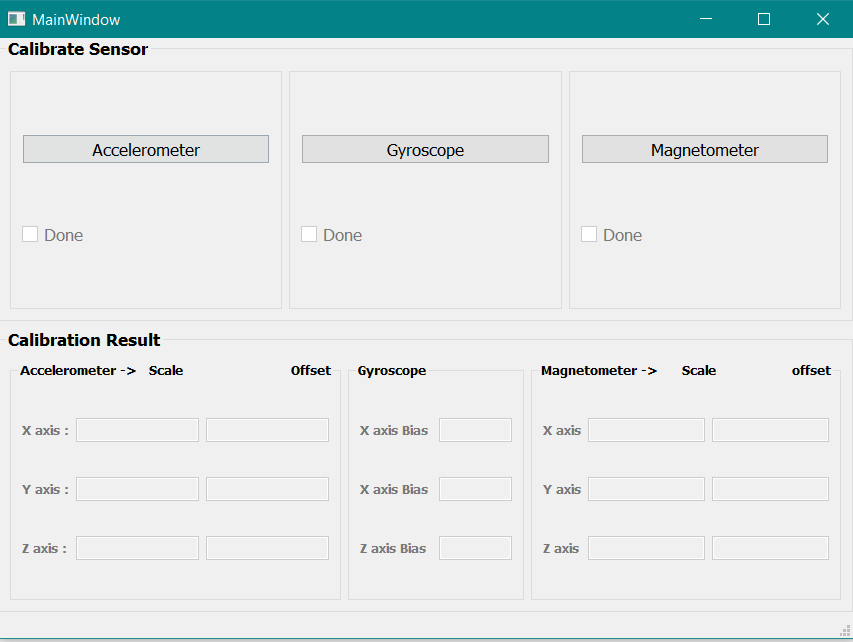 MainWindow
Calibrate Sensor
Accelerometer Gyroscope Magnetometer
Done Done Done
Calibration Result
Accelerometer -> Scale Offset Gyroscope Magnetometer -> Scale offset
X axis : X axis Bias X axis
Y axis : X axis Bias Y axis
Z axis : Z axis Bias Z axis